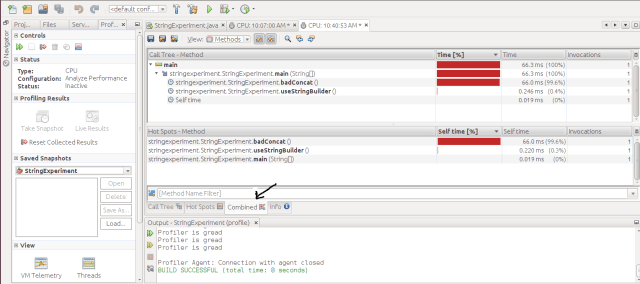 <default conf...
Proj...
Files
Serv...
Prof...
StringExperiment.java
CPU: 10:07:00 AM *
CPU: 10:40:53 AM *
Navigator
Controls
Status
Type: CPU
Configuration: Analyze Performance
Status: Inactive
Profiling Results
Take Snapshot
Live Results
Reset Collected Results
Saved Snapshots
StringExperiment
Open
Delete
Save As...
Load...
View
VM Telemetry
Threads
View: Methods
Call Tree - Method Time [%] Time Invocations
main 66.3 ms (100%) 1
stringexperiment.StringExperiment.main (String[]) 66.3 ms (100%) 1
stringexperiment.StringExperiment.badConcat () 66.0 ms (99.6%) 1
stringexperiment.StringExperiment.useStringBuilder () 0.246 ms (0.4%) 1
Self time 0.019 ms (0%) 1
Hot Spots - Method Self time [%] Self time Invocations
stringexperiment.StringExperiment.badConcat () 66.0 ms (99.6%) 1
stringexperiment.StringExperiment.useStringBuilder () 0.220 ms (0.3%) 1
stringexperiment.StringExperiment.main (String[]) 0.019 ms (0%) 1
[Method Name Filter]
Call Tree
Hot Spots
Combined
Info
Output - StringExperiment (profile)
Profiler is gread
Profiler is gread
Profiler is gread
Profiler Agent: Connection with agent closed
BUILD SUCCESSFUL (total time: 8 seconds)